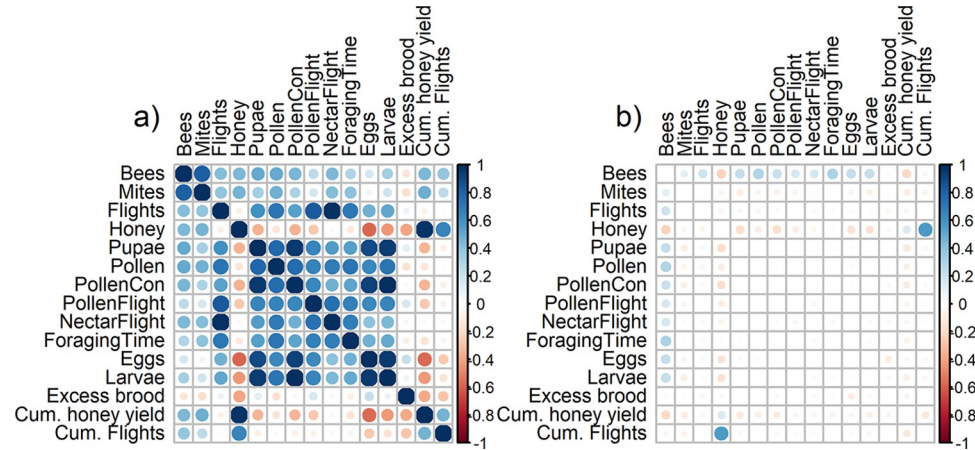 a)
Bees
Mites
Flights
Honey
Pupae
Pollen
PollenCon
PollenFlight
NectarFlight
ForagingTime
Eggs
Larvae
Excess brood
Cum. honey yield
Cum. Flights
Bees
Mites
Flights
Honey
Pupae
Pollen
PollenCon
PollenFlight
NectarFlight
ForagingTime
Eggs
Larvae
Excess brood
Cum. honey yield
Cum. Flights
1
0.8
0.6
0.4
0.2
0
-0.2
-0.4
-0.6
-0.8
-1
b)
Bees
Mites
Flights
Honey
Pupae
Pollen
PollenCon
PollenFlight
NectarFlight
ForagingTime
Eggs
Larvae
Excess brood
Cum. honey yield
Cum. Flights
Bees
Mites
Flights
Honey
Pupae
Pollen
PollenCon
PollenFlight
NectarFlight
ForagingTime
Eggs
Larvae
Excess brood
Cum. honey yield
Cum. Flights
1
0.8
0.6
0.4
0.2
0
-0.2
-0.4
-0.6
-0.8
-1